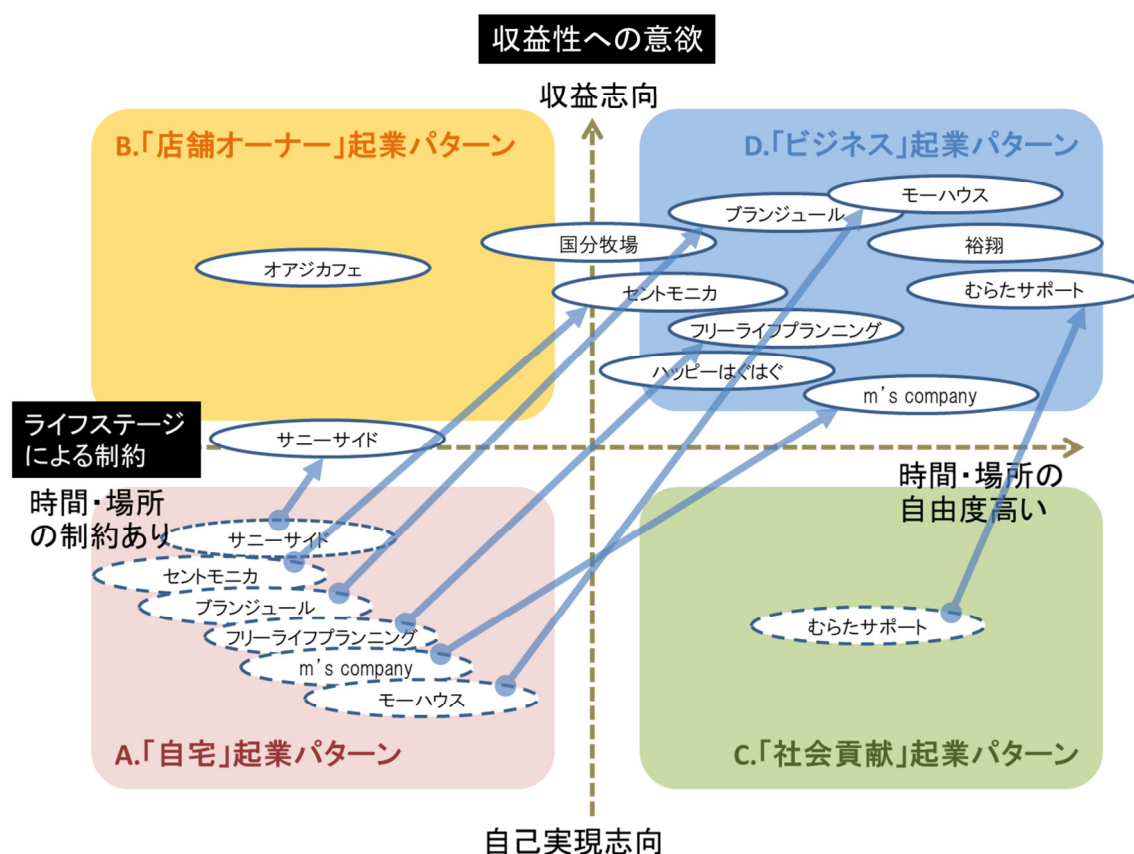 収益性への意欲
収益志向
B.「店舗オーナー」起業パターン
D.「ビジネス」起業パターン
モーハウス
ブランジュール
国分牧場
裕翔
オアジカフェ
セントモニカ
むらたサポート
フリーライフプランニング
ハッピーはぐはぐ
m's company
ライフステージ
による制約
サニーサイド
時間・場所
の制約あり
時間・場所の
自由度高い
サニーサイド
セントモニカ
ブランジュール
フリーライフプランニング
m's company
モーハウス
むらたサポート
A.「自宅」起業パターン
C.「社会貢献」起業パターン
自己実現志向